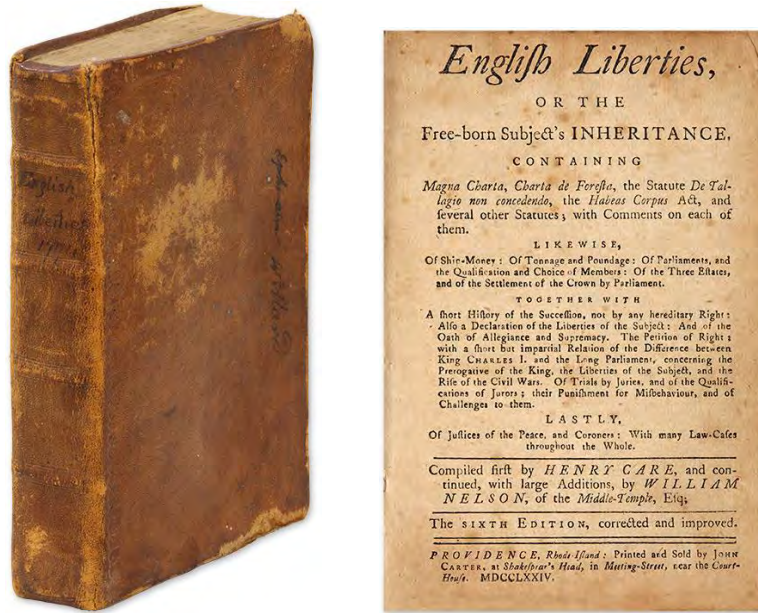 English
Engliſh Liberties,
OR THE
Free-born Subject's INHERITANCE,
CONTAINING
Magna Charta, Charta de Foreſta, the Statute De Tal-
lagio non concedendo, the Habeas Corpus Act, and
ſeveral other Statutes; with Comments on each of
them.
LIKEWISE,
Of Ship-Money: Of Tonnage and Poundage: Of Parliaments, and
the Qualification and Choice of Members: Of the Three Eſtates,
and of the Settlement of the Crown by Parliament.
TOGETHER WITH
A ſhort Hiſtory of the Succeſſion, not by any hereditary Right:
Alſo a Declaration of the Liberties of the Subject: And of the
Oath of Allegiance and Supremacy. The Petition of Right;
with a ſhort but impartial Relation of the Difference between
King CHARLES I. and the Long Parliament, concerning the
Prerogative of the King, the Liberties of the Subject, and the
Riſe of the Civil Wars. Of Trials by Juries, and of the Qualifi-
cations of Jurors; their Puniſhment for Miſbehaviour, and of
Challenges to them.
LASTLY,
Of Juſtices of the Peace, and Coroners: With many Law-Caſes
throughout the Whole.
Compiled firſt by HENRY CARE, and con-
tinued, with large Additions, by WILLIAM
NELSON, of the Middle-Temple, Eſq;
The SIXTH EDITION, corrected and improved.
PROVIDENCE, Rhode-Iſland: Printed and Sold by JOHN
CARTER, at Shakeſpear's Head, in Meeting-Street, near the Court-
Houſe. MDCCLXXIV.